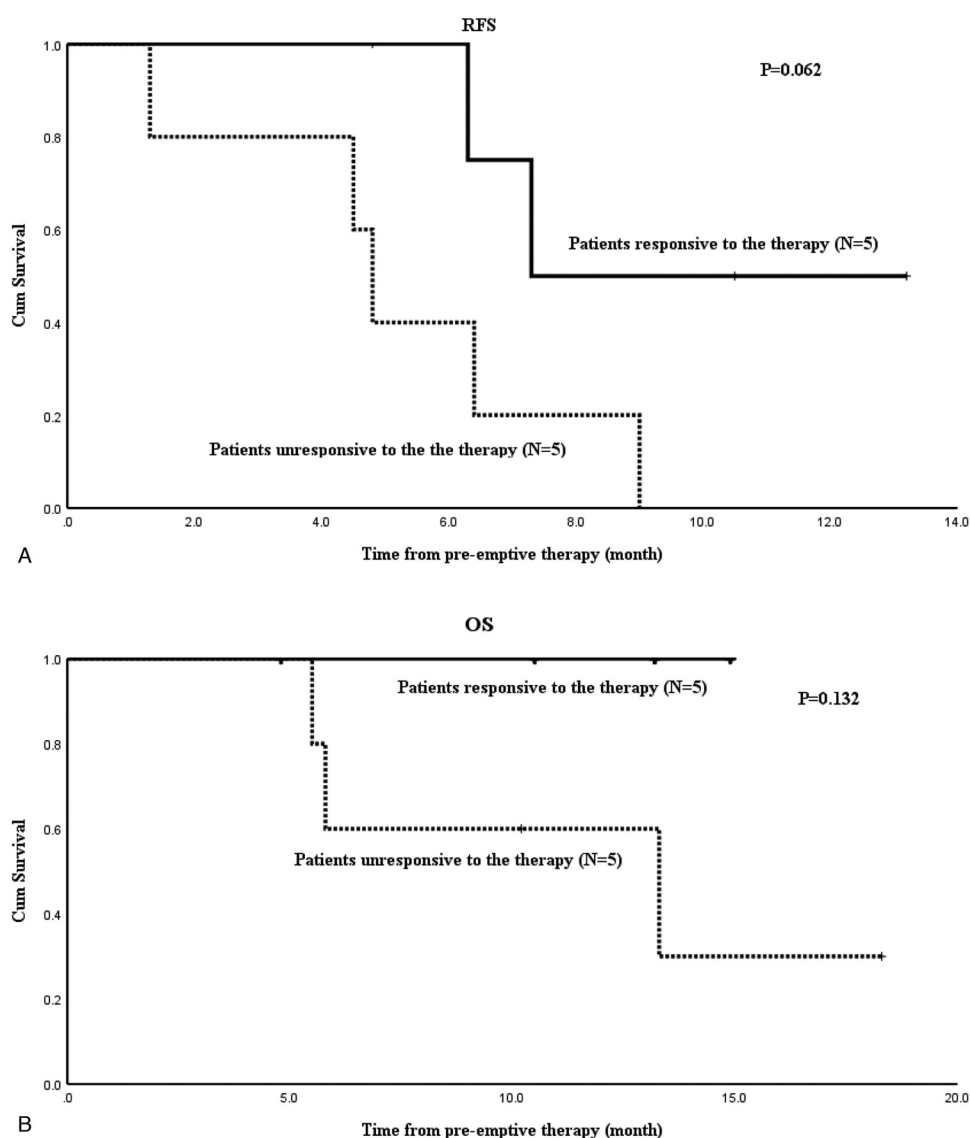 RFS
P=0.062
Cum Survival
1.0
0.8
0.6
0.4
0.2
0.0
Patients responsive to the therapy (N=5)
Patients unresponsive to the the therapy (N=5)
.0 2.0 4.0 6.0 8.0 10.0 12.0 14.0
Time from pre-emptive therapy (month)
A
OS
P=0.132
Cum Survival
1.0
0.8
0.6
0.4
0.2
0.0
Patients responsive to the therapy (N=5)
Patients unresponsive to the therapy (N=5)
.0 5.0 10.0 15.0 20.0
Time from pre-emptive therapy (month)
B